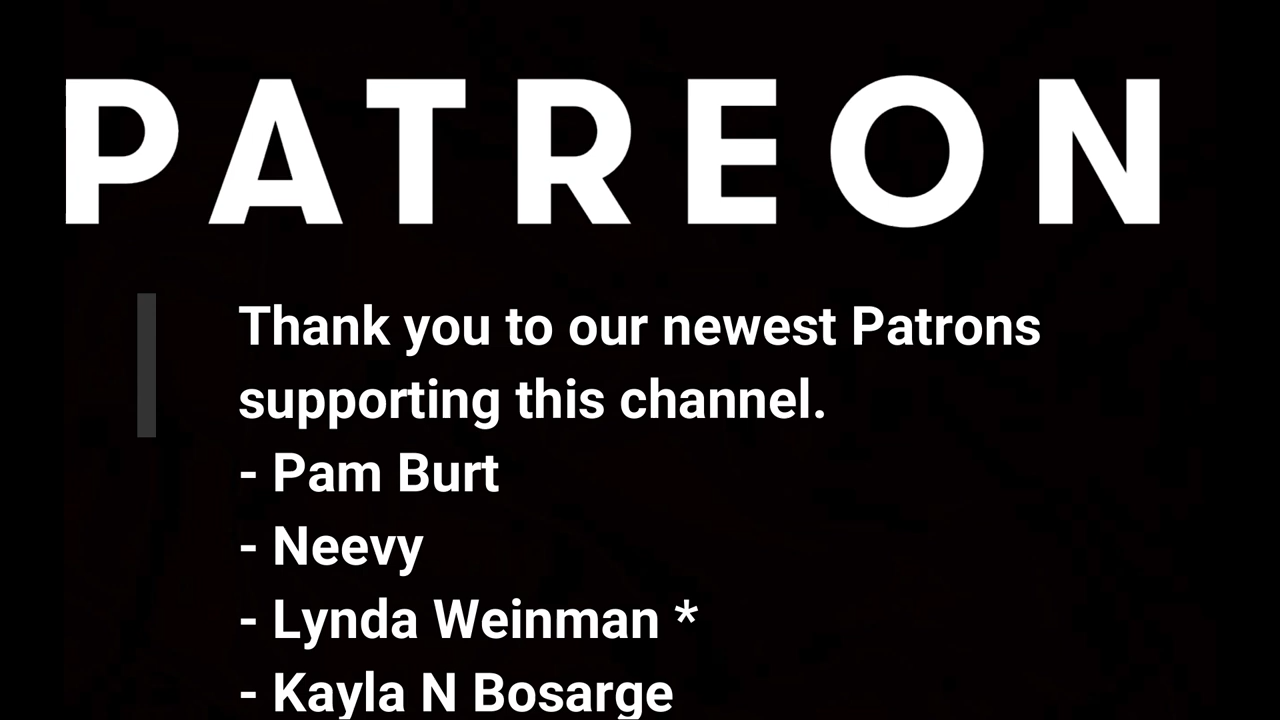 PATREON
Thank you to our newest Patrons
supporting this channel.
- Pam Burt
- Neevy
- Lynda Weinman *
- Kayla N Bosarge